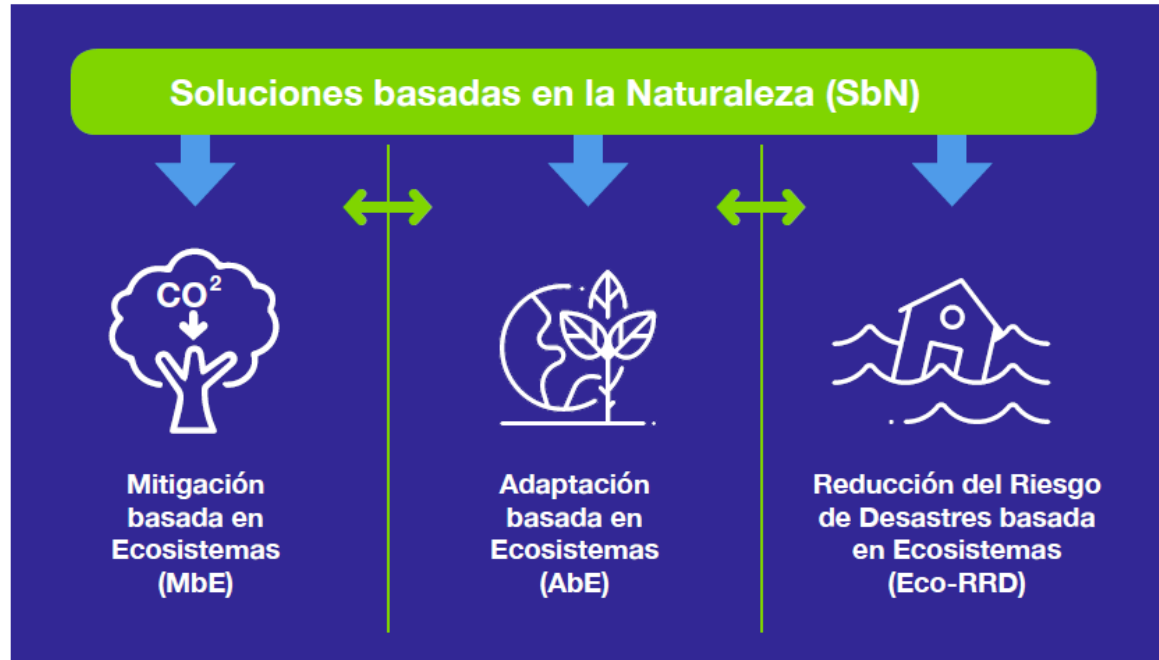 Soluciones basadas en la Naturaleza (SbN)
CO²
Mitigación
basada en
Ecosistemas
(MbE)
Adaptación
basada en
Ecosistemas
(AbE)
Reducción del Riesgo
de Desastres basada
en Ecosistemas
(Eco-RRD)